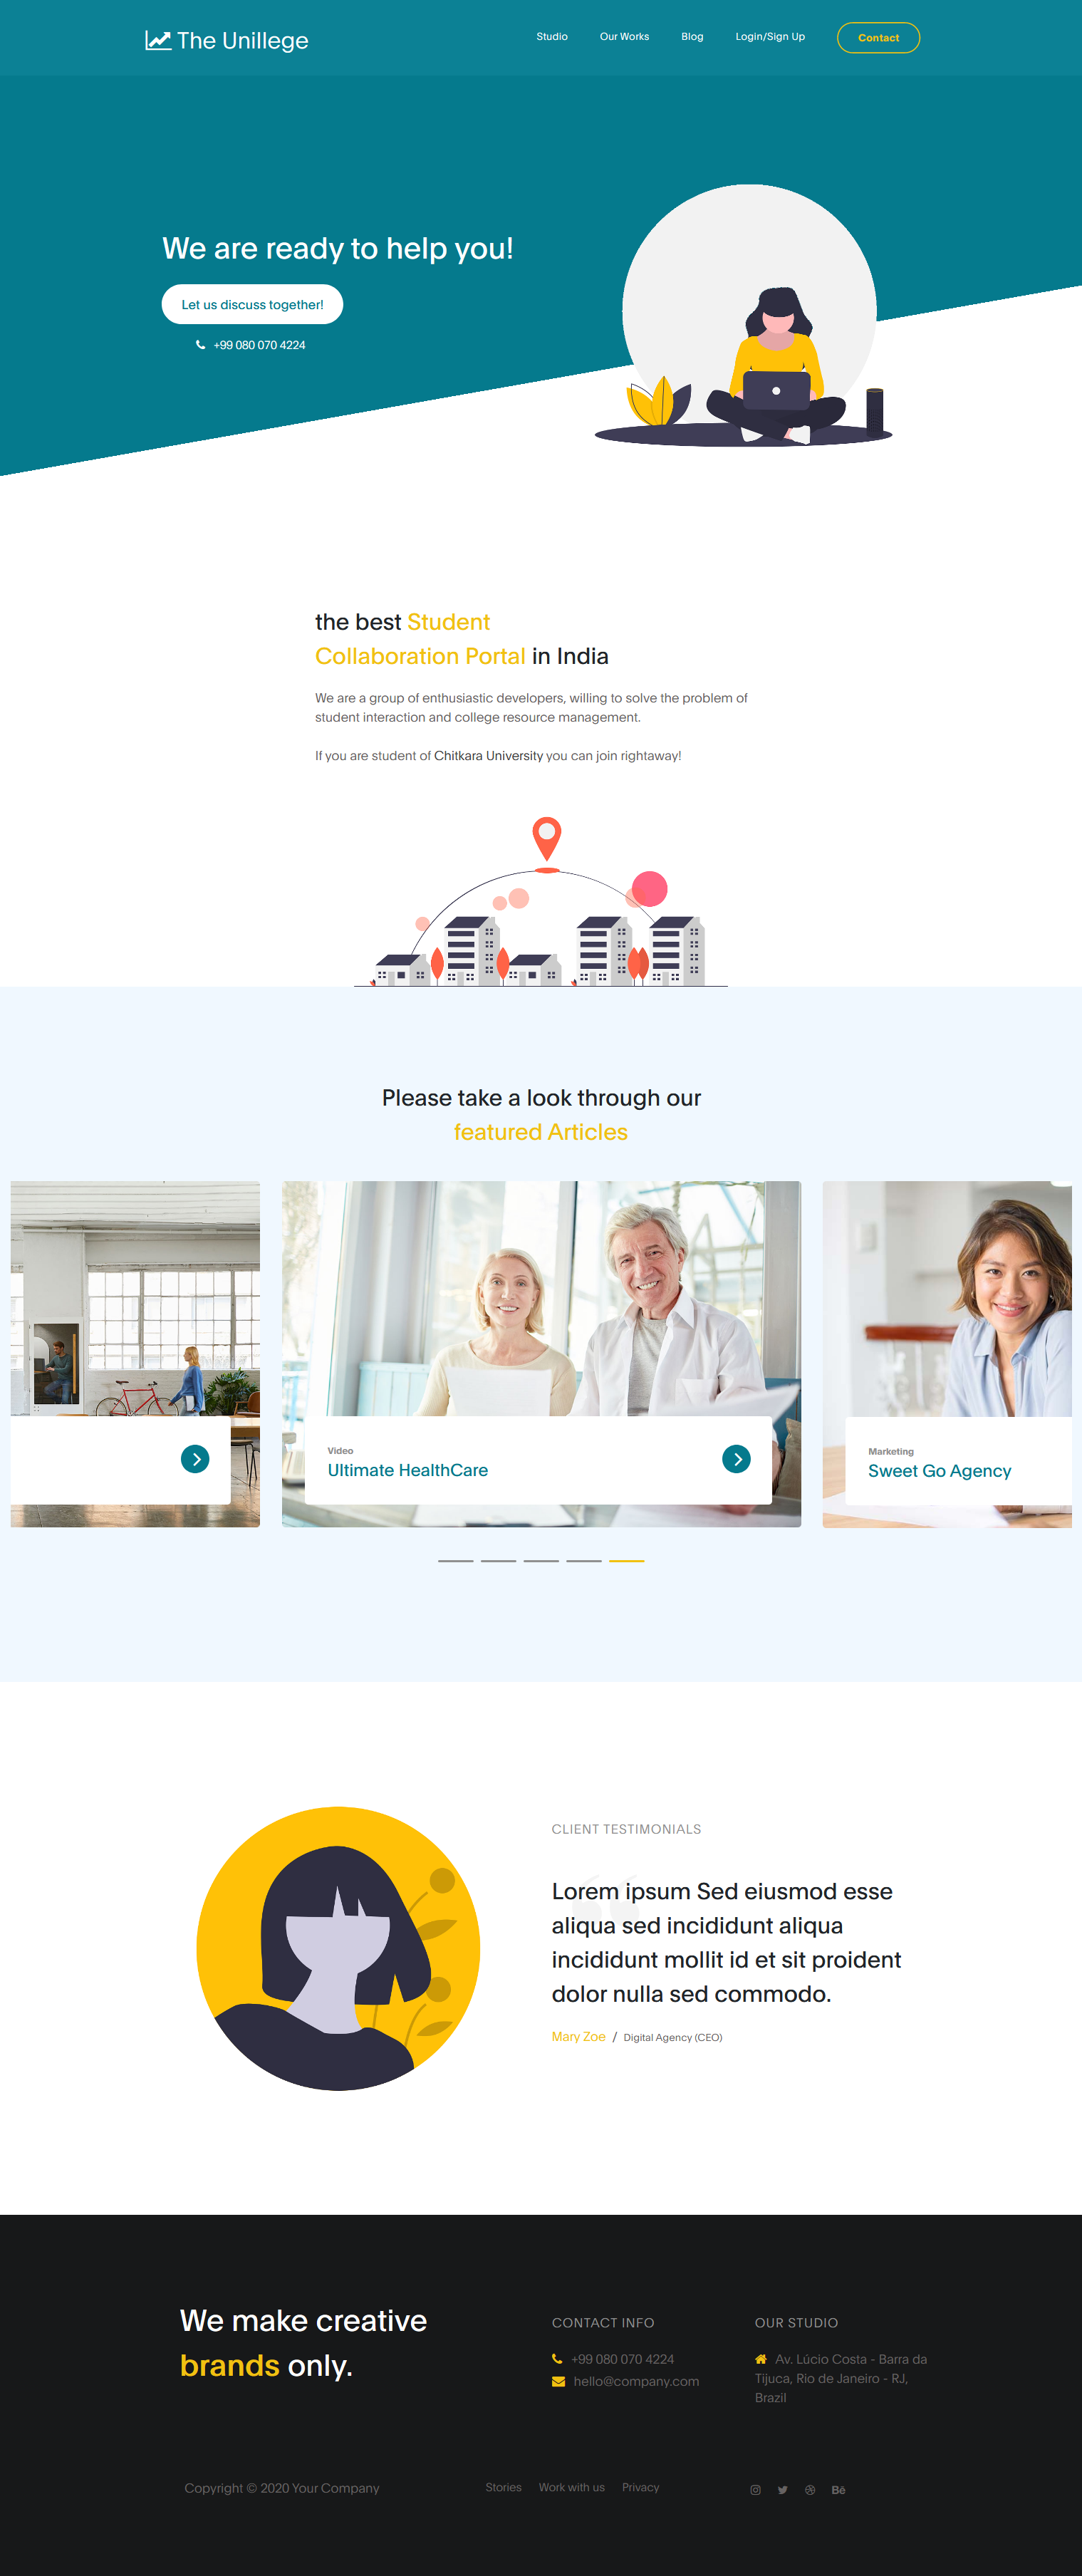 The Unillege
Studio
Our Works
Blog
Login/Sign Up
Contact
We are ready to help you!
Let us discuss together!
+99 080 070 4224
the best Student
Collaboration Portal in India
We are a group of enthusiastic developers, willing to solve the problem of
student interaction and college resource management.
If you are student of Chitkara University you can join rightaway!
Please take a look through our
featured Articles
Video
Ultimate HealthCare
Marketing
Sweet Go Agency
CLIENT TESTIMONIALS
Lorem ipsum Sed eiusmod esse
aliqua sed incididunt aliqua
incididunt mollit id et sit proident
dolor nulla sed commodo.
Mary Zoe / Digital Agency (CEO)
We make creative
brands only.
CONTACT INFO
+99 080 070 4224
hello@company.com
OUR STUDIO
Av. Lúcio Costa - Barra da
Tijuca, Rio de Janeiro - RJ,
Brazil
Copyright © 2020 Your Company
Stories
Work with us
Privacy